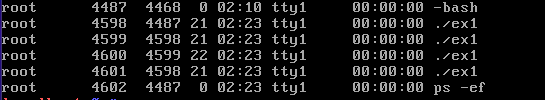 root 4487 4468 0 02:10 tty1 00:00:00 -bash
root 4598 4487 21 02:23 tty1 00:00:00 ./ex1
root 4599 4598 21 02:23 tty1 00:00:00 ./ex1
root 4600 4599 22 02:23 tty1 00:00:00 ./ex1
root 4601 4598 21 02:23 tty1 00:00:00 ./ex1
root 4602 4487 0 02:23 tty1 00:00:00 ps -ef